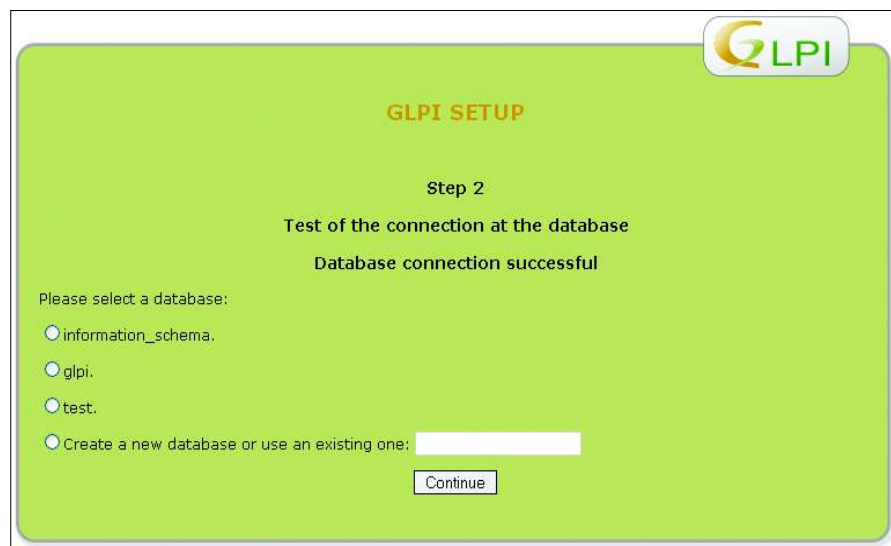 GLPI
GLPI SETUP
Step 2
Test of the connection at the database
Database connection successful
Please select a database:
information_schema.
glpi.
test.
Create a new database or use an existing one:
Continue